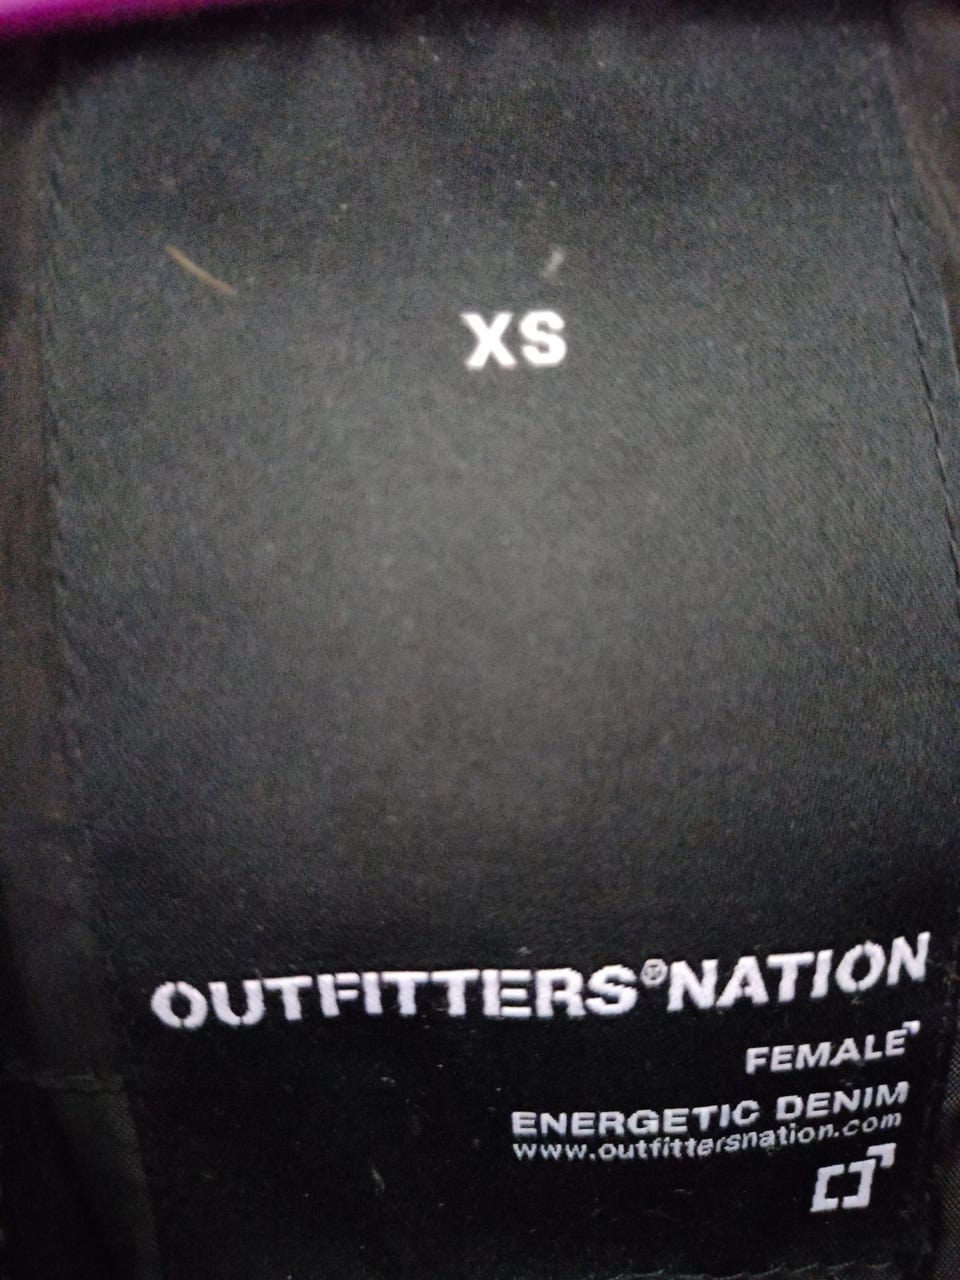 XS
OUTFITTERS®NATION
FEMALE
ENERGETIC DENIM
www.outfittersnation.com